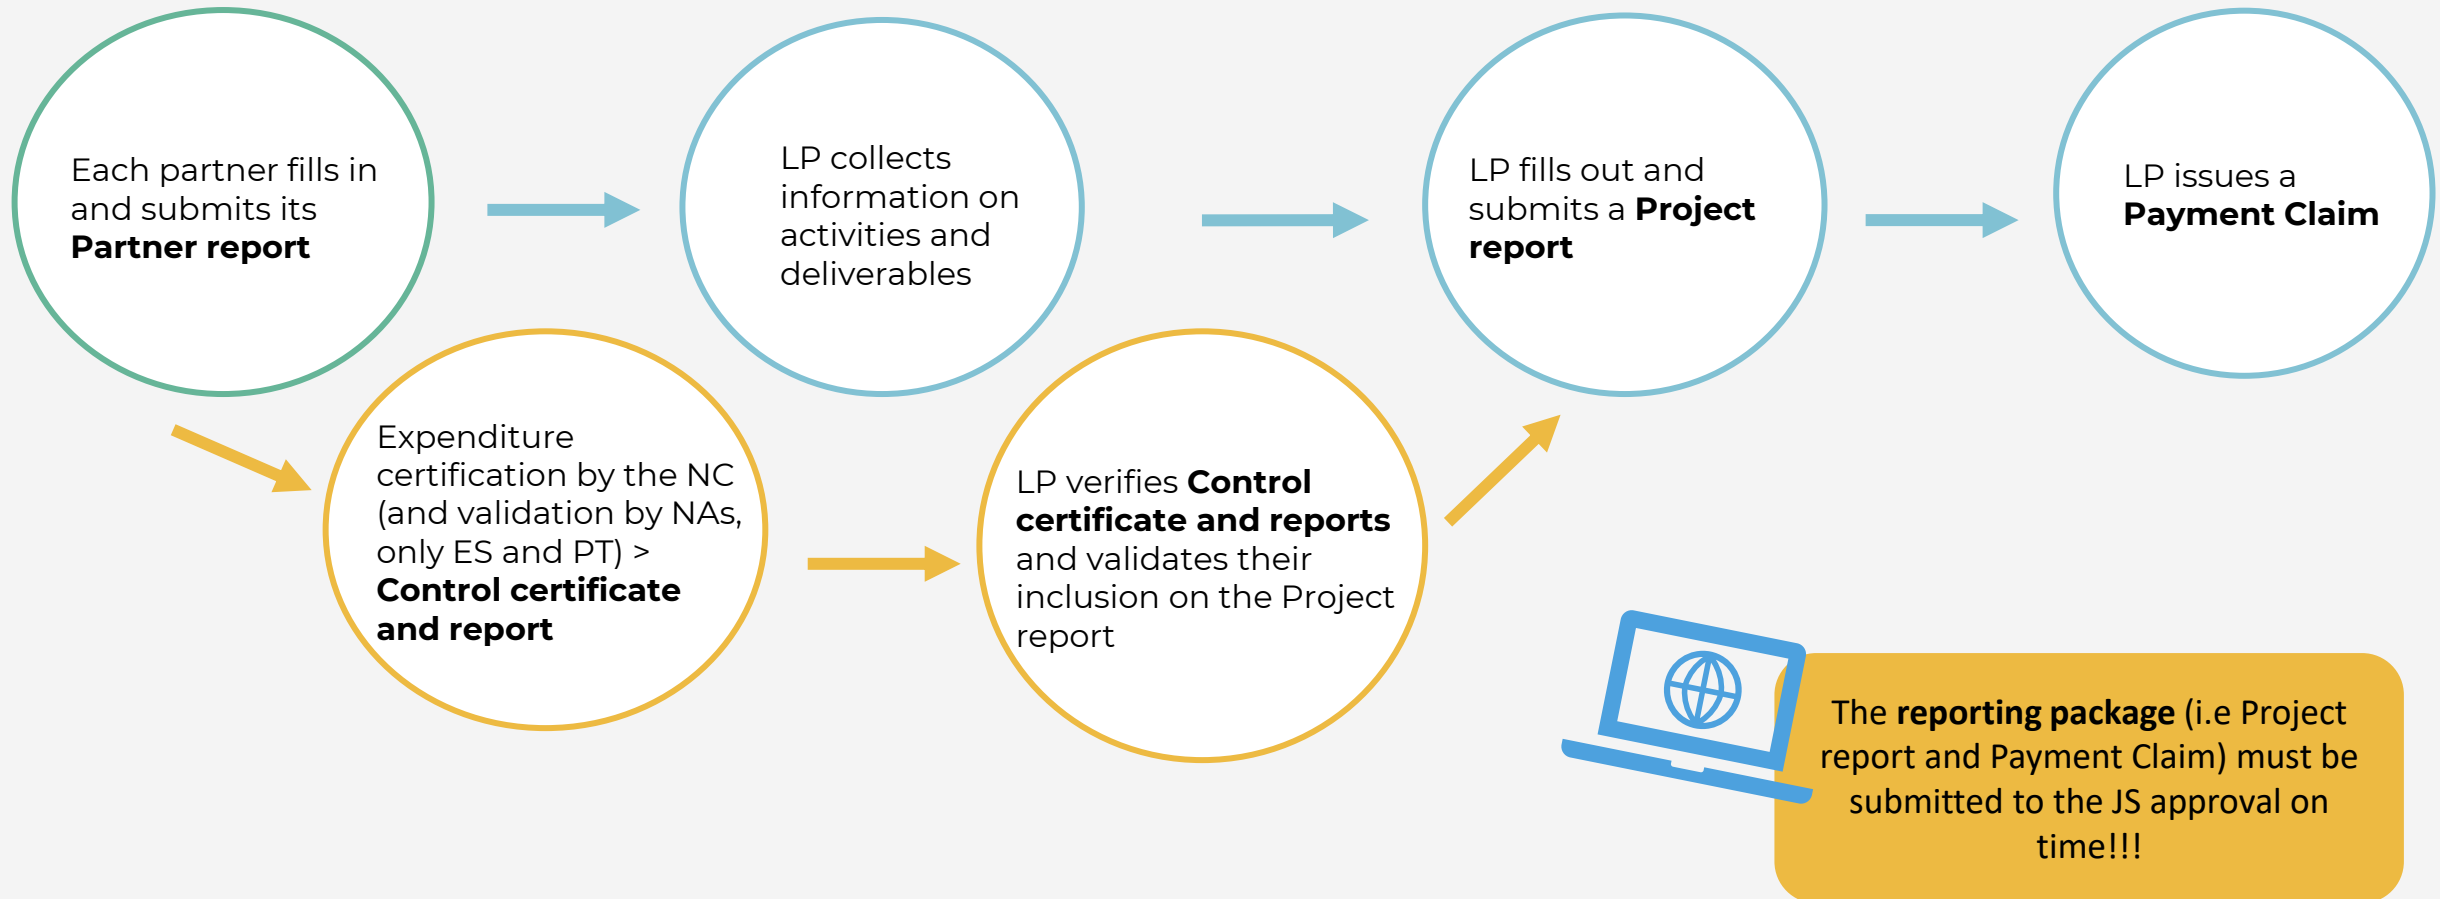 Each partner fills in
and submits its
Partner report
LP collects
information on
activities and
deliverables
LP fills out and
submits a Project
report
LP issues a
Payment Claim
Expenditure
certification by the NC
(and validation by NAs,
only ES and PT) >
Control certificate
and report
LP verifies Control
certificate and reports
and validates their
inclusion on the Project
report
The reporting package (i.e Project
report and Payment Claim) must be
submitted to the JS approval on
time!!!